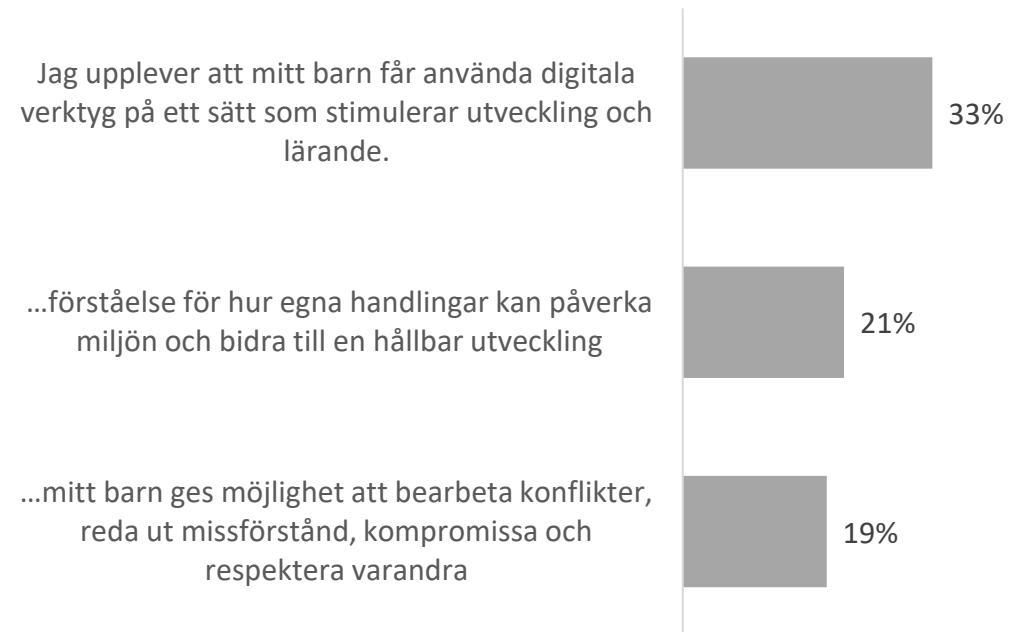 Jag upplever att mitt barn får använda digitala
verktyg på ett sätt som stimulerar utveckling och
lärande.
33%
…förståelse för hur egna handlingar kan påverka
miljön och bidra till en hållbar utveckling
21%
…mitt barn ges möjlighet att bearbeta konflikter,
reda ut missförstånd, kompromissa och
respektera varandra
19%